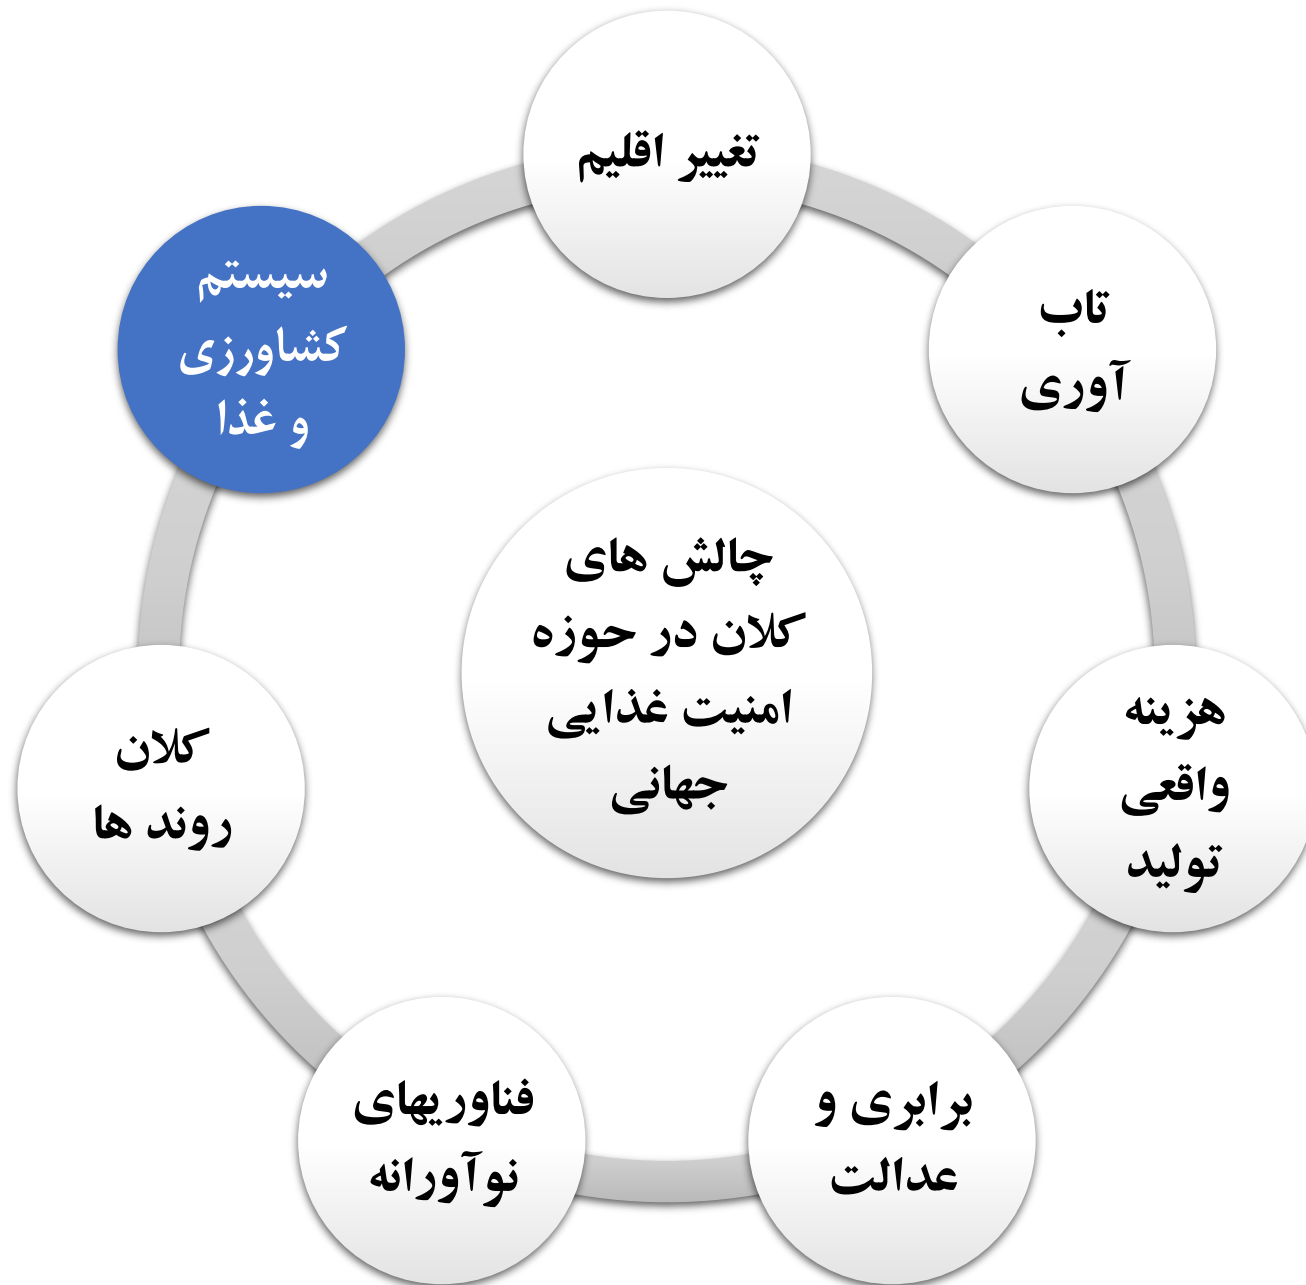 تغییر اقلیم
تاب
آوری
هزینه
واقعی
تولید
برابری و
عدالت
فناوریهای
نوآورانه
کلان
روند ها
سیستم
کشاورزی
و غذا
چالش های
کلان در حوزه
امنیت غذایی
جهانی